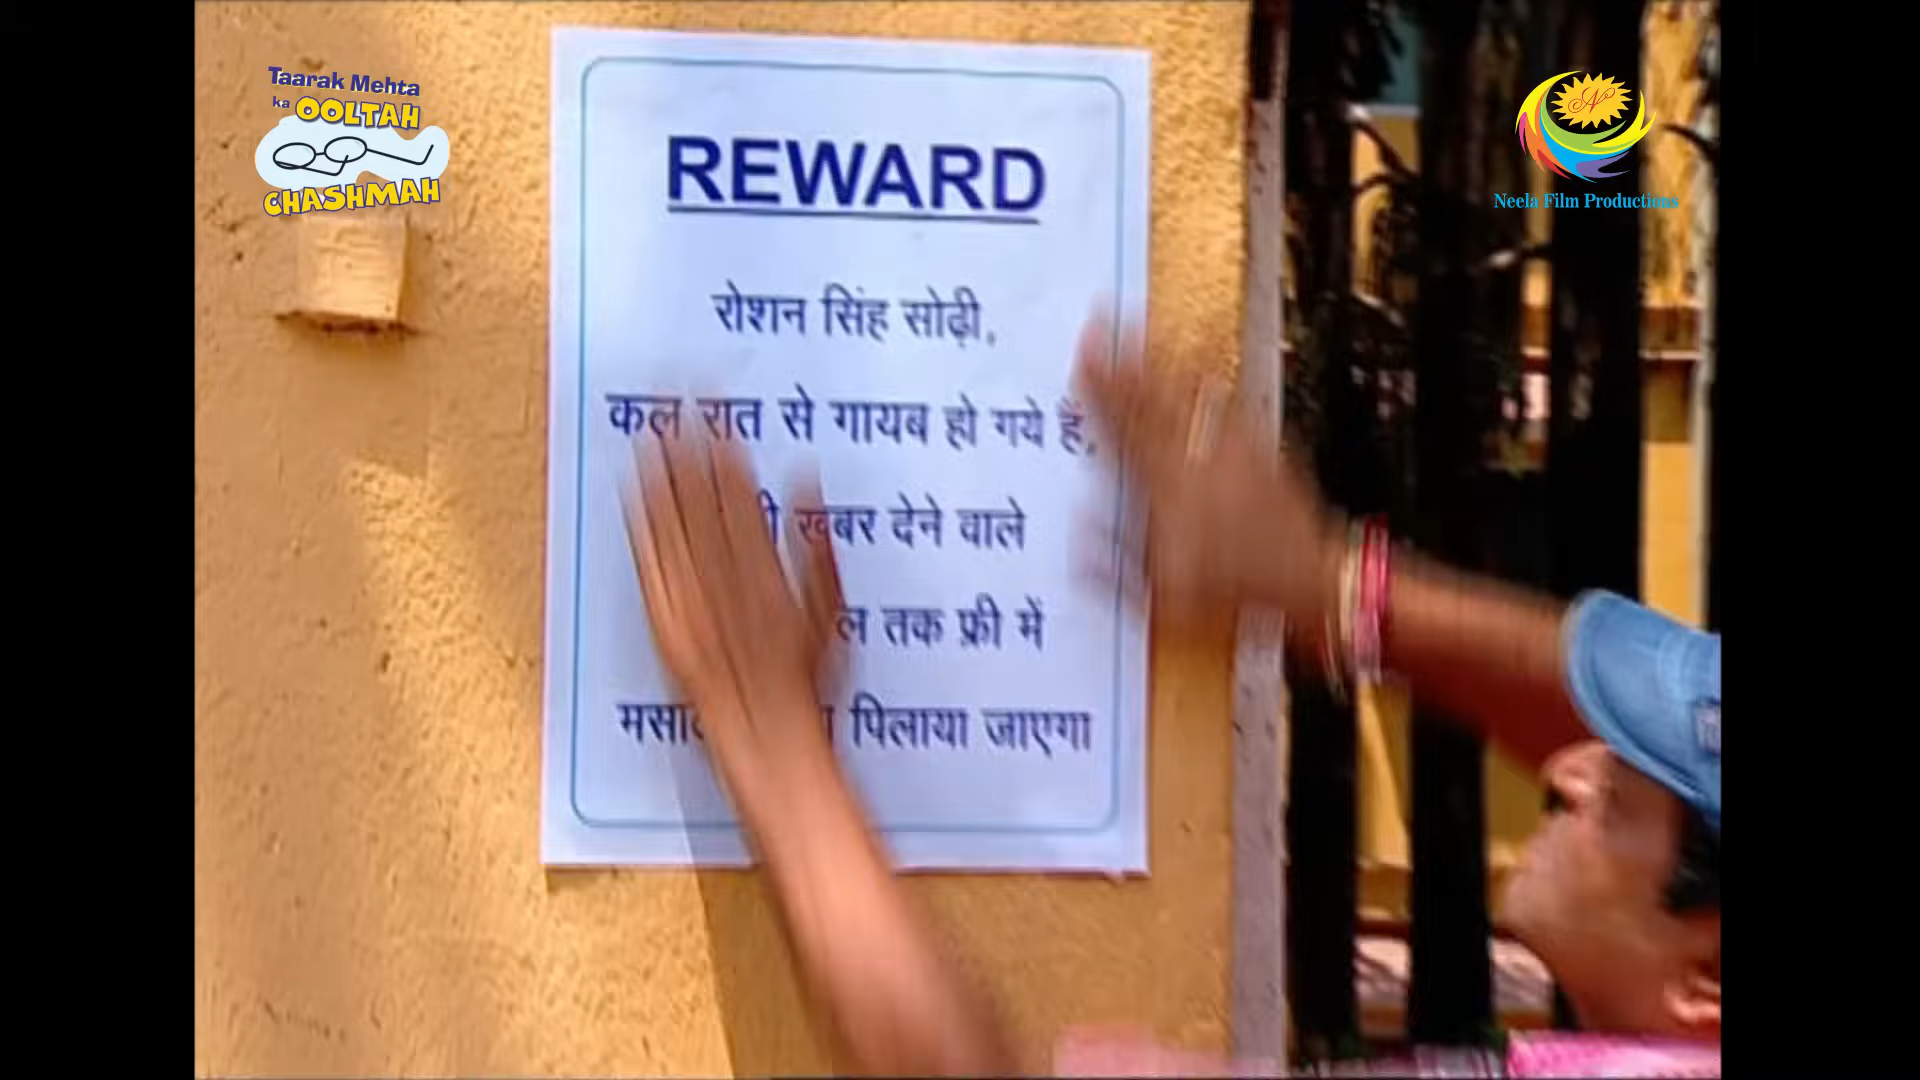 Taarak Mehta
ka OOLTAH
CHASHMAH
Neela Film Productions
REWARD
रोशन सिंह सोढ़ी,
कल रात से गायब हो गये हैं,
खबर देने वाले
तक फ्री में
पिलाया जाएगा